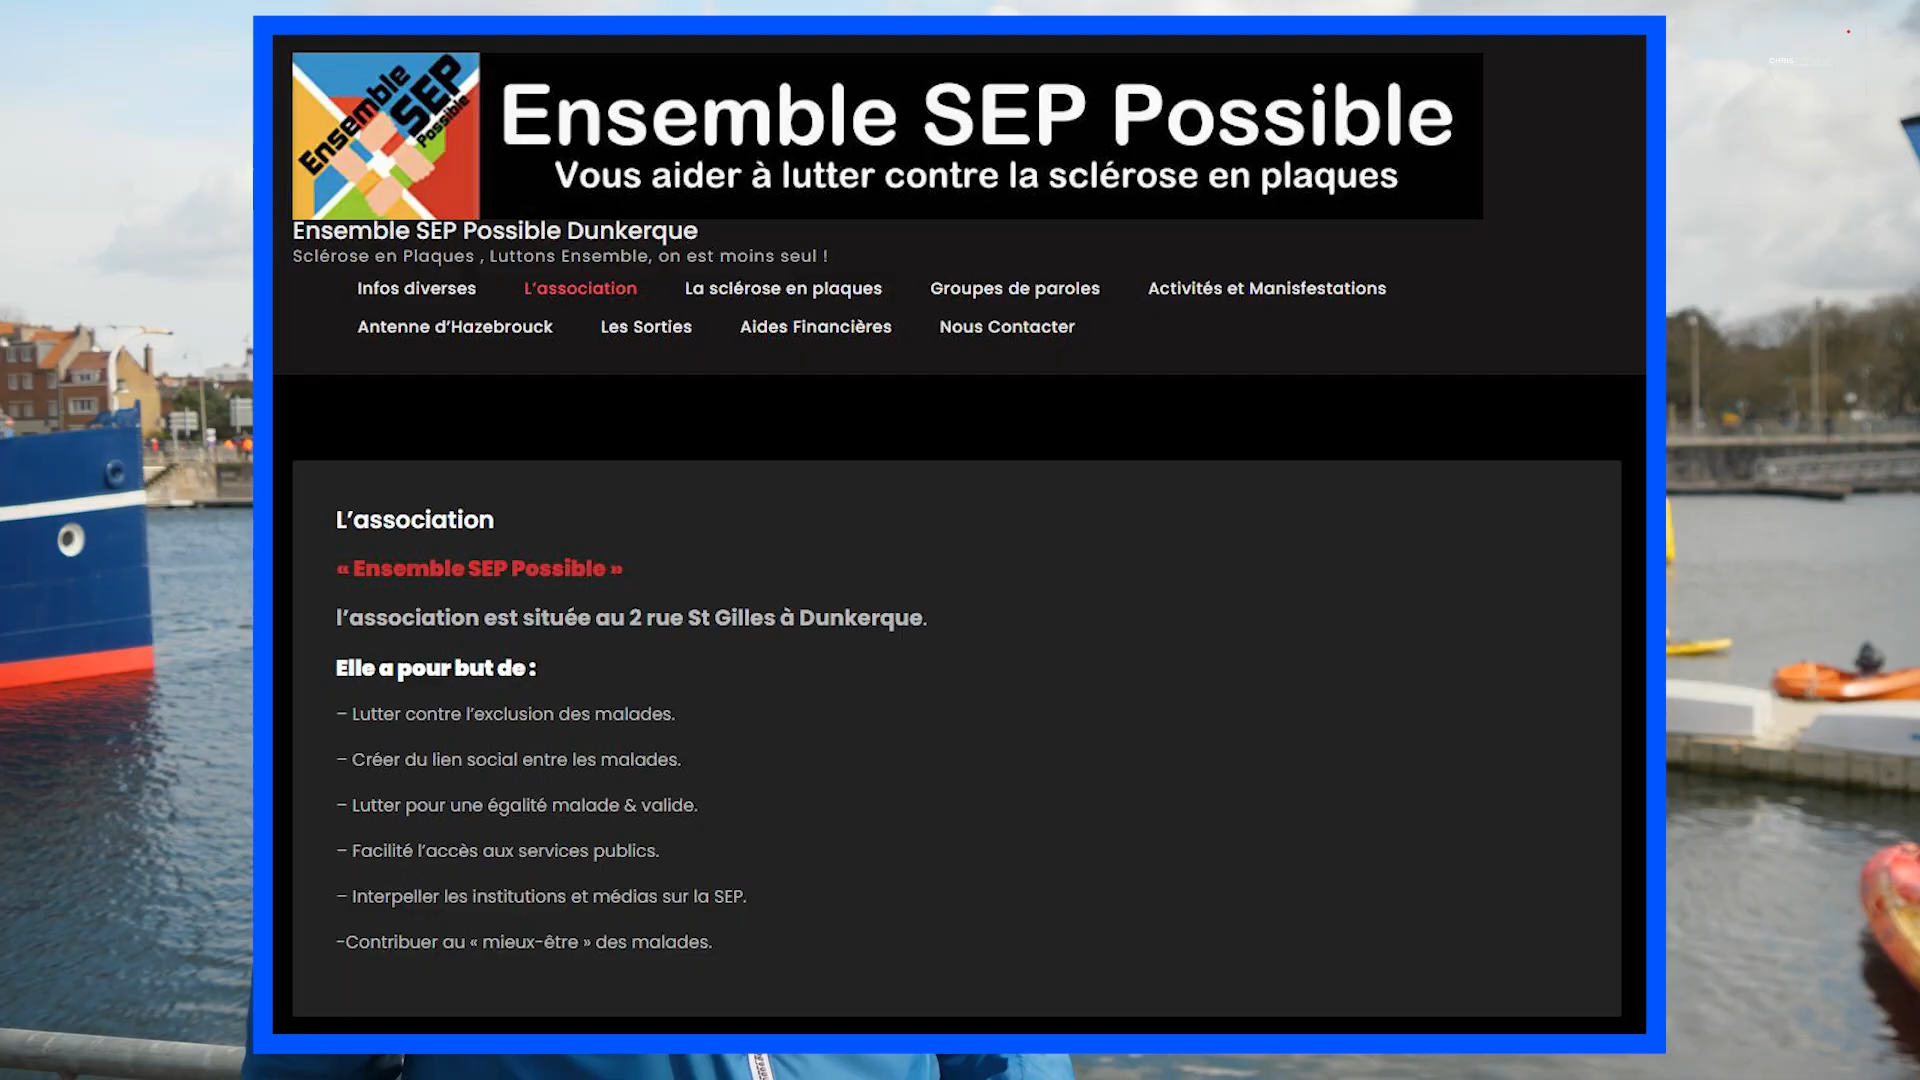 Ensemble
SEP
Possible
Ensemble SEP Possible
Vous aider à lutter contre la sclérose en plaques
Ensemble SEP Possible Dunkerque
Sclérose en Plaques , Luttons Ensemble, on est moins seul !
Infos diverses L’association La sclérose en plaques Groupes de paroles Activités et Manisfestations
Antenne d’Hazebrouck Les Sorties Aides Financières Nous Contacter
L’association
« Ensemble SEP Possible »
l’association est située au 2 rue St Gilles à Dunkerque.
Elle a pour but de :
– Lutter contre l’exclusion des malades.
– Créer du lien social entre les malades.
– Lutter pour une égalité malade & valide.
– Facilité l’accès aux services publics.
– Interpeller les institutions et médias sur la SEP.
-Contribuer au « mieux-être » des malades.
CHRIS